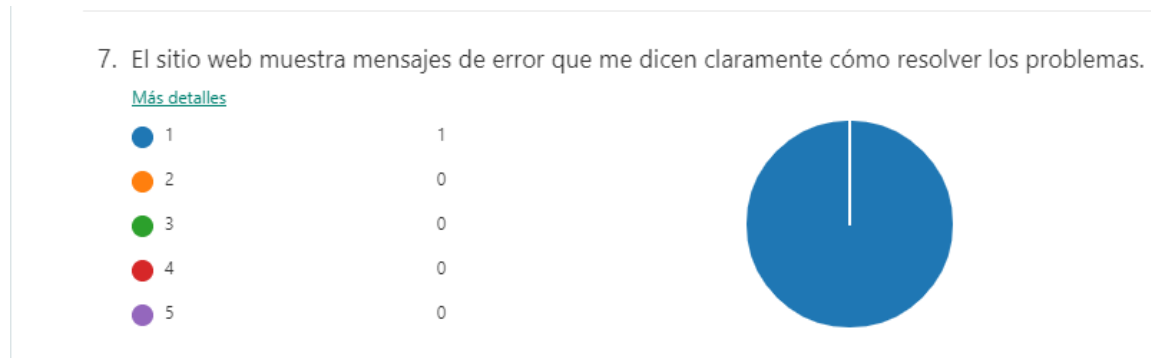 7. El sitio web muestra mensajes de error que me dicen claramente cómo resolver los problemas.
Más detalles
1 1
2 0
3 0
4 0
5 0